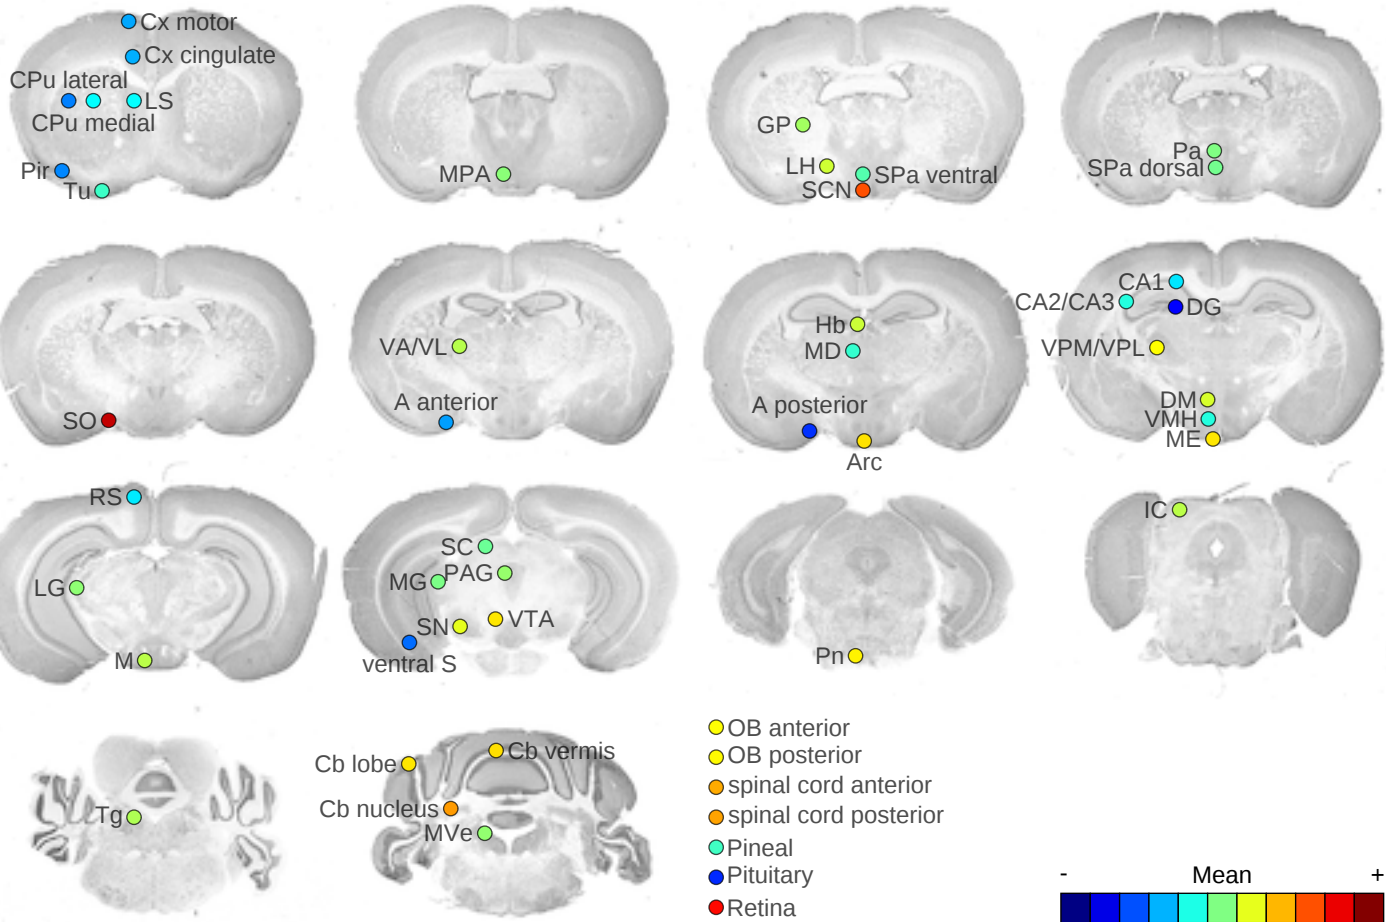 Cx motor
Cx cingulate
CPu lateral
LS
CPu medial
Pir
Tu
MPA
GP
LH
SPa ventral
SCN
Pa
SPa dorsal
SO
VA/VL
A anterior
Hb
MD
A posterior
Arc
CA1
CA2/CA3
DG
VPM/VPL
DM
VMH
ME
RS
LG
M
SC
PAG
MG
SN
VTA
ventral S
Pn
IC
Tg
Cb lobe
Cb vermis
Cb nucleus
MVe
OB anterior
OB posterior
spinal cord anterior
spinal cord posterior
Pineal
Pituitary
Retina
- Mean +